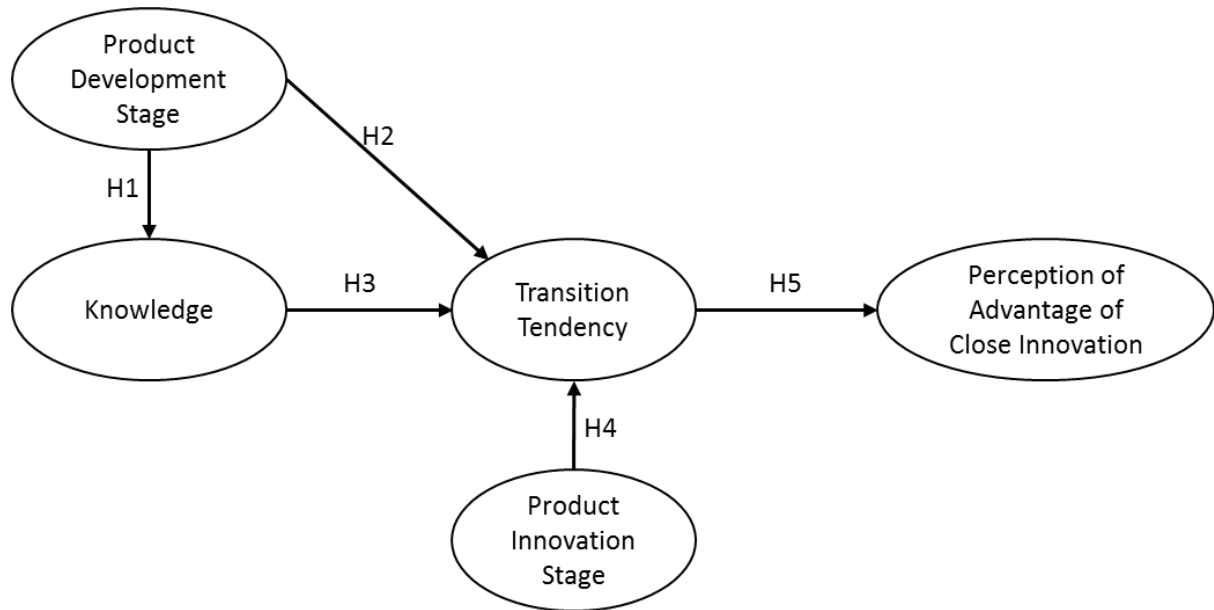 Product
Development
Stage
H2
H1
Knowledge
H3
Transition
Tendency
H5
Perception of
Advantage of
Close Innovation
H4
Product
Innovation
Stage